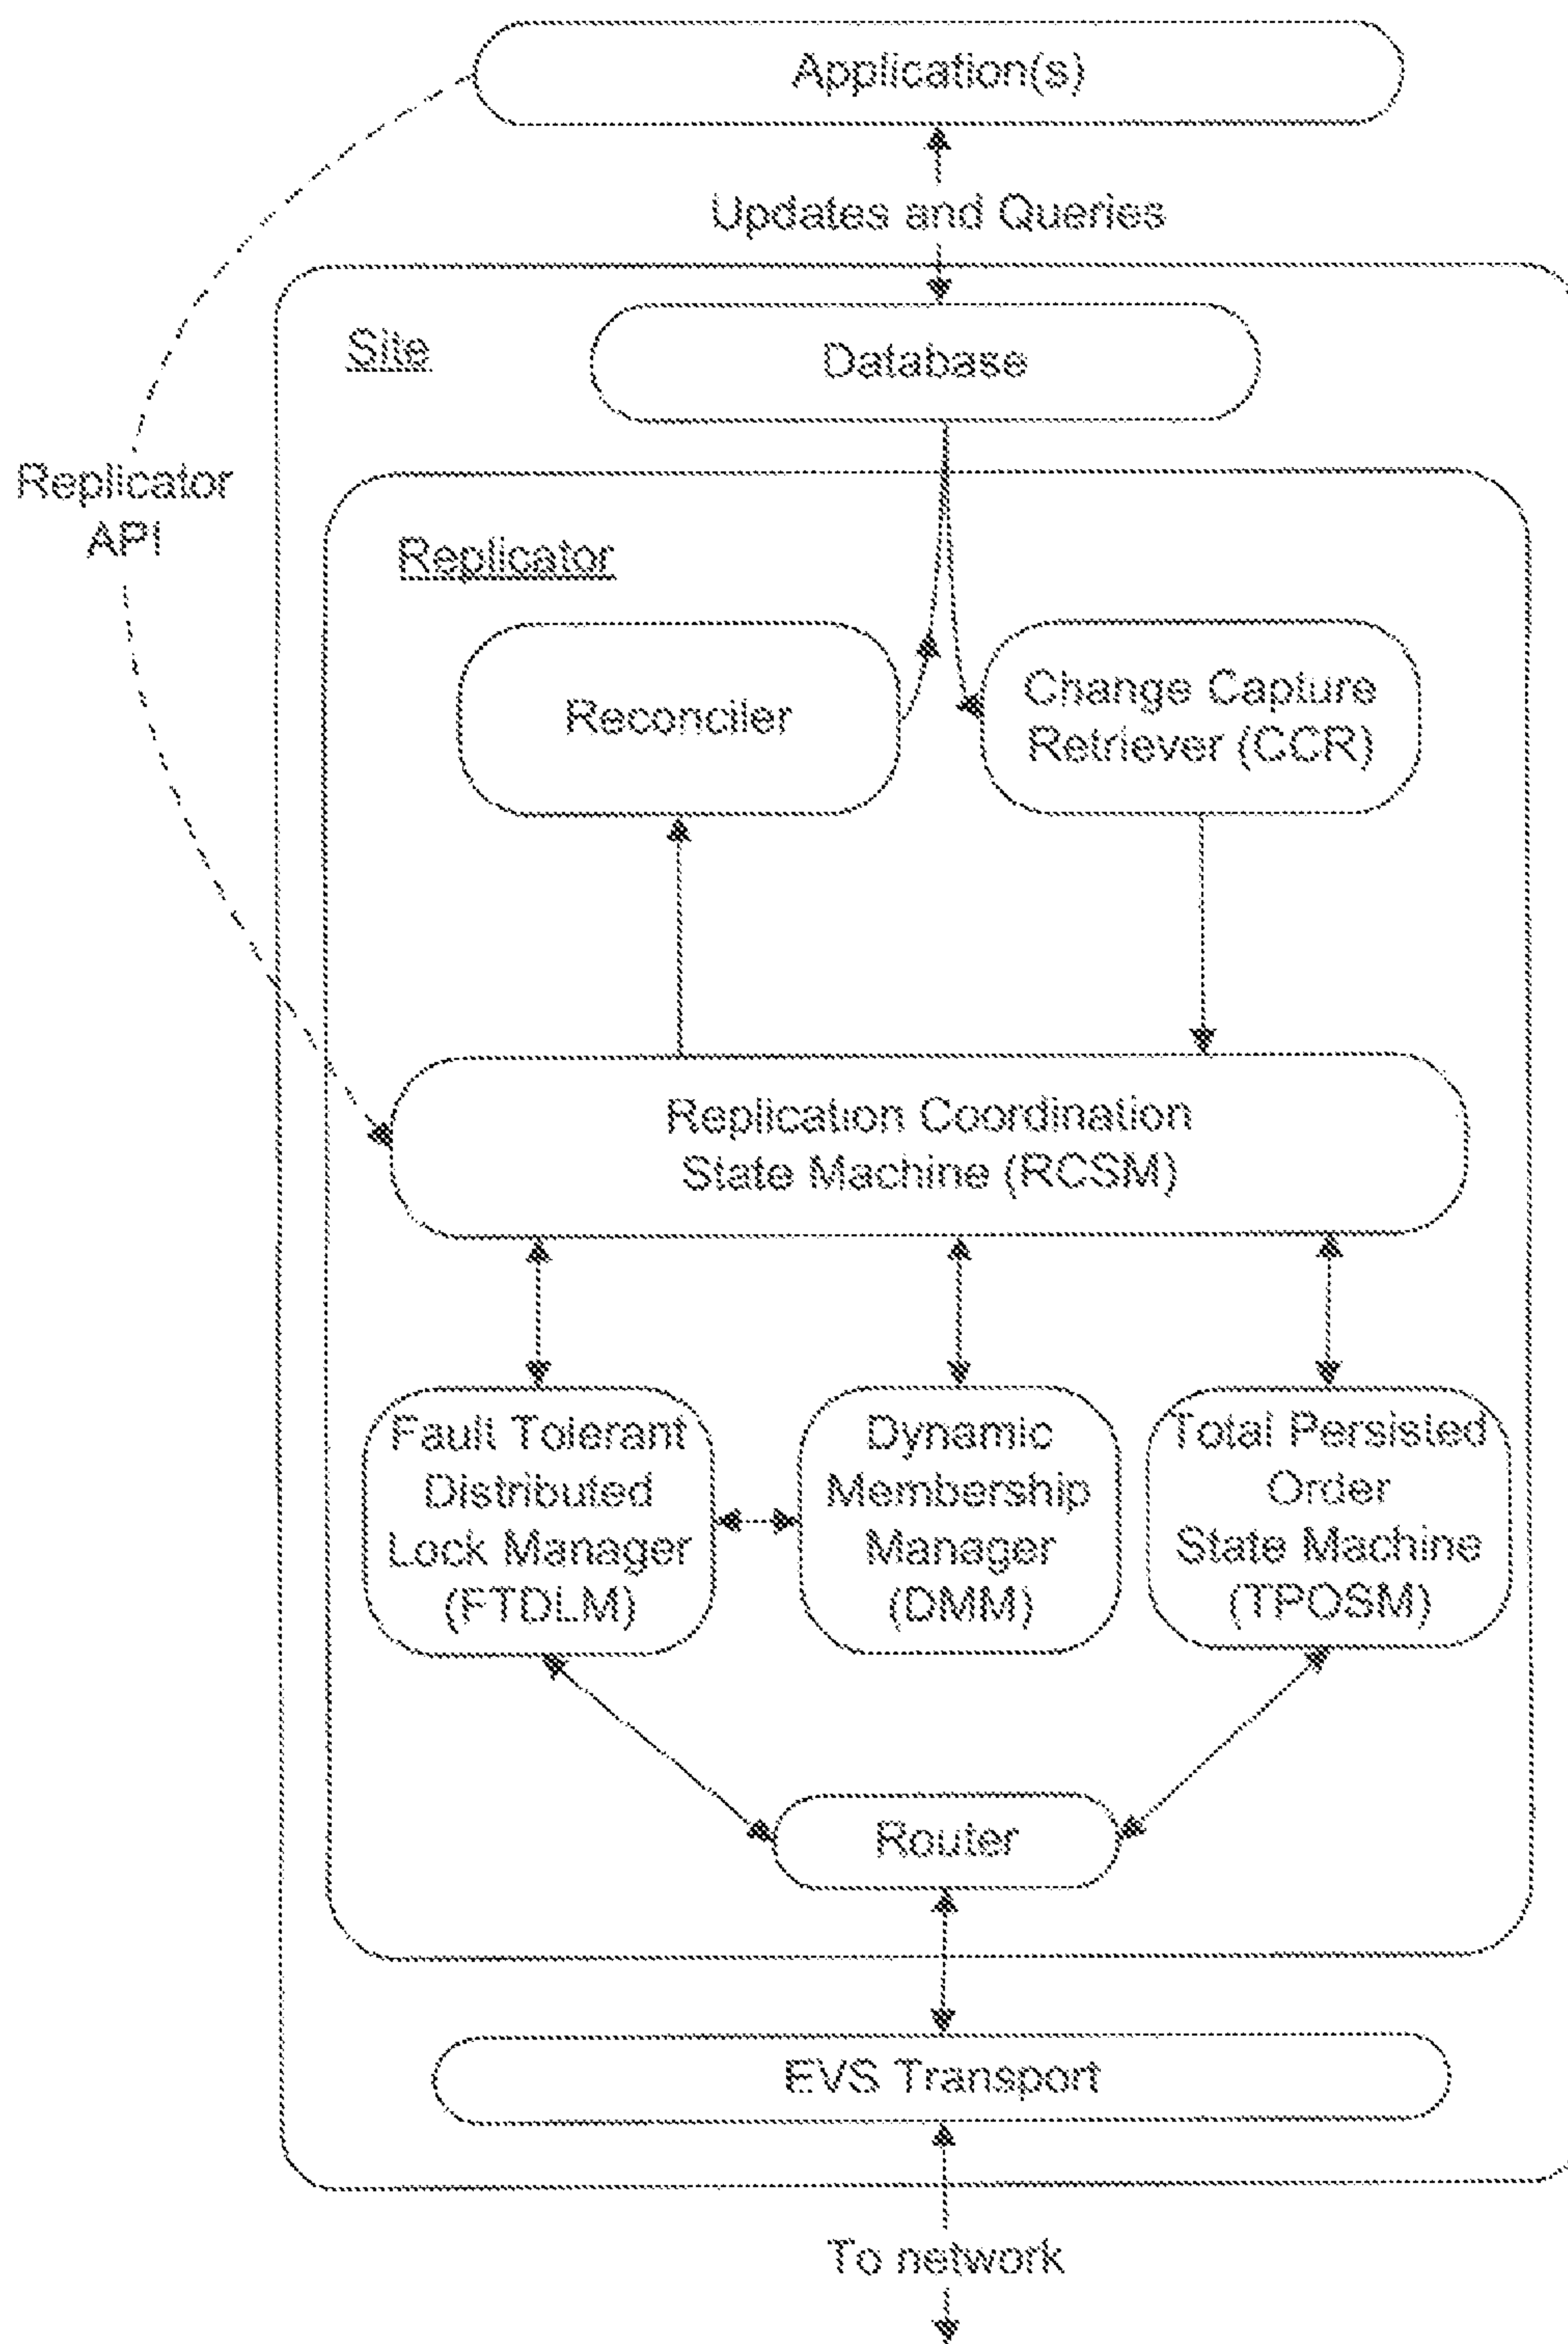 Application(s)
Updates and Queries
Site
Database
Replicator
API
Replicator
Reconciler
Change Capture
Retriever (CCR)
Replication Coordination
State Machine (RCSM)
Fault Tolerant
Distributed
Lock Manager
(FTDLM)
Dynamic
Membership
Manager
(DMM)
Total Persisted
Order
State Machine
(TPOSM)
Router
EVS Transport
To network